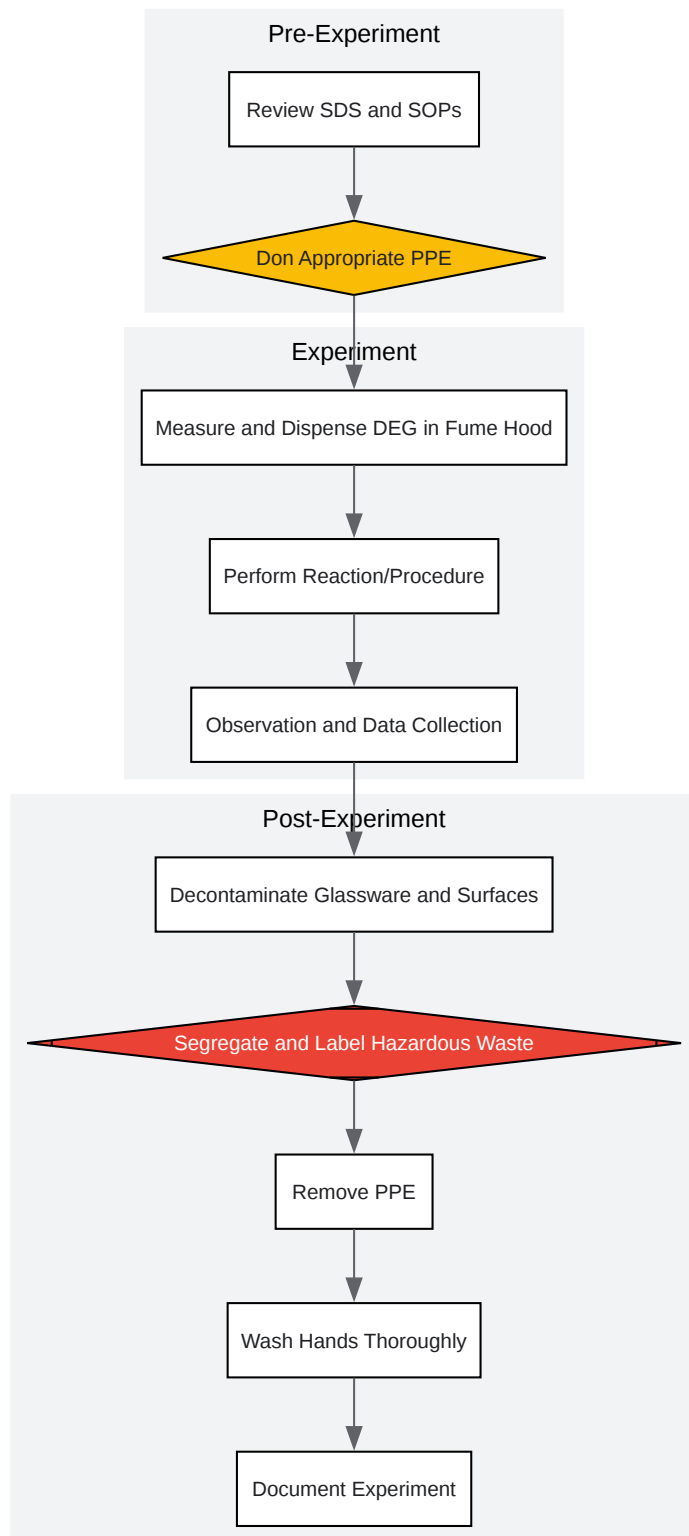 Pre-Experiment
Review SDS and SOPs
Don Appropriate PPE
Experiment
Measure and Dispense DEG in Fume Hood
Perform Reaction/Procedure
Observation and Data Collection
Post-Experiment
Decontaminate Glassware and Surfaces
Segregate and Label Hazardous Waste
Remove PPE
Wash Hands Thoroughly
Document Experiment